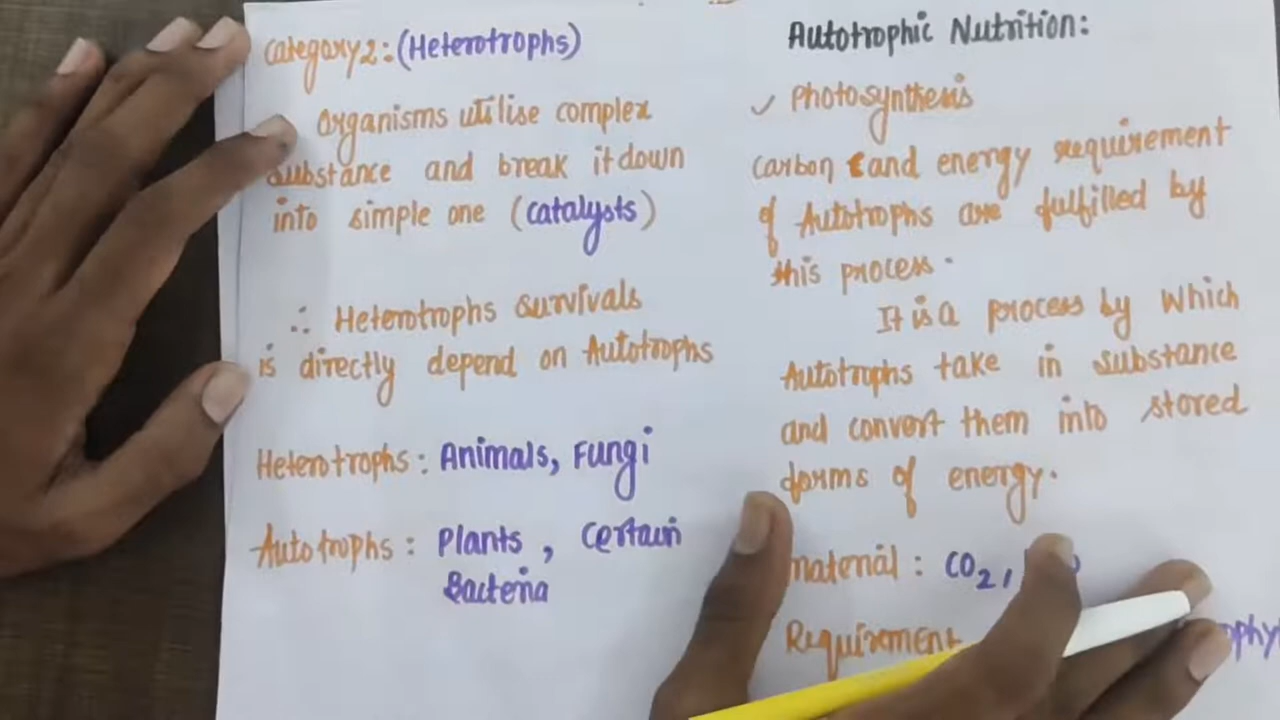 Category 2: (Heterotrophs)
Organisms utilise complex
substance and break it down
into simple one (catalysts)
∴ Heterotrophs survivals
is directly depend on Autotrophs
Heterotrophs: Animals, Fungi
Autotrophs: Plants, Certain
Bacteria
Autotrophic Nutrition:
✓ Photosynthesis
Carbon and energy requirement
of Autotrophs are fulfilled by
this process.
It is a process by which
Autotrophs take in substance
and convert them into stored
forms of energy.
material: CO2,
Requirement